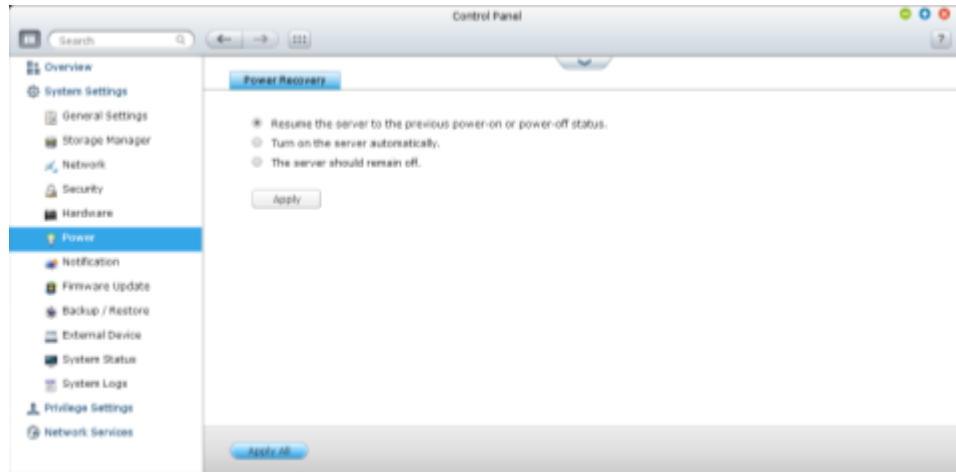 Control Panel
Search
?
Overview
System Settings
General Settings
Storage Manager
Network
Security
Hardware
Power
Notification
Firmware Update
Backup / Restore
External Device
System Status
System Logs
Privilege Settings
Network Services
Power Recovery
Resume the server to the previous power-on or power-off status.
Turn on the server automatically.
The server should remain off.
Apply
Apply All